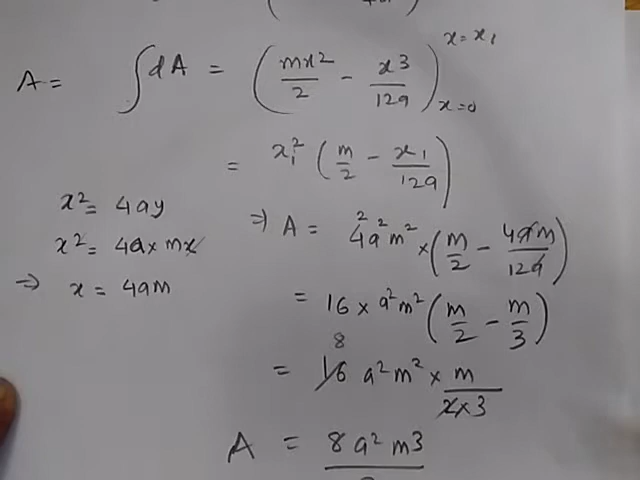 A = ∫dA = (mx²/2 − x³/12a) x=x₁ x=0
= x₁² (m/2 − x₁/12a)
x² = 4ay
x² = 4a × mx
⇒ x = 4am
⇒ A = 4²a²m² × (m/2 − 4am/12a)
= 16 × a²m² (m/2 − m/3)
8
= 16 a²m² × m/2×3
A = 8a²m3